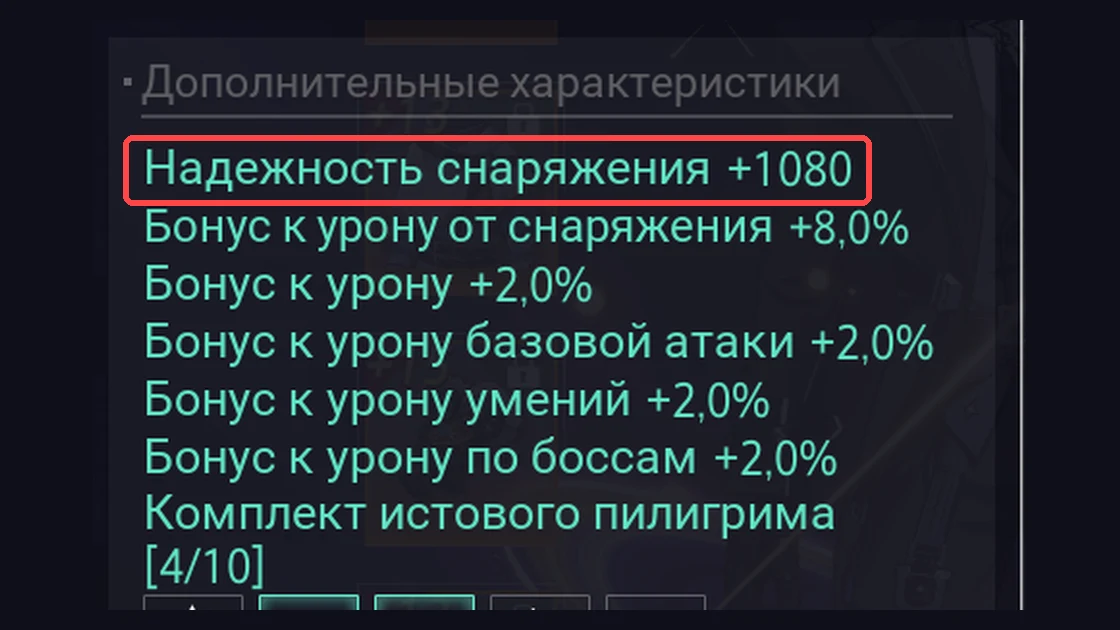 Дополнительные характеристики
Надежность снаряжения +1080
Бонус к урону от снаряжения +8,0%
Бонус к урону +2,0%
Бонус к урону базовой атаки +2,0%
Бонус к урону умений +2,0%
Бонус к урону по боссам +2,0%
Комплект истового пилигрима
[4/10]